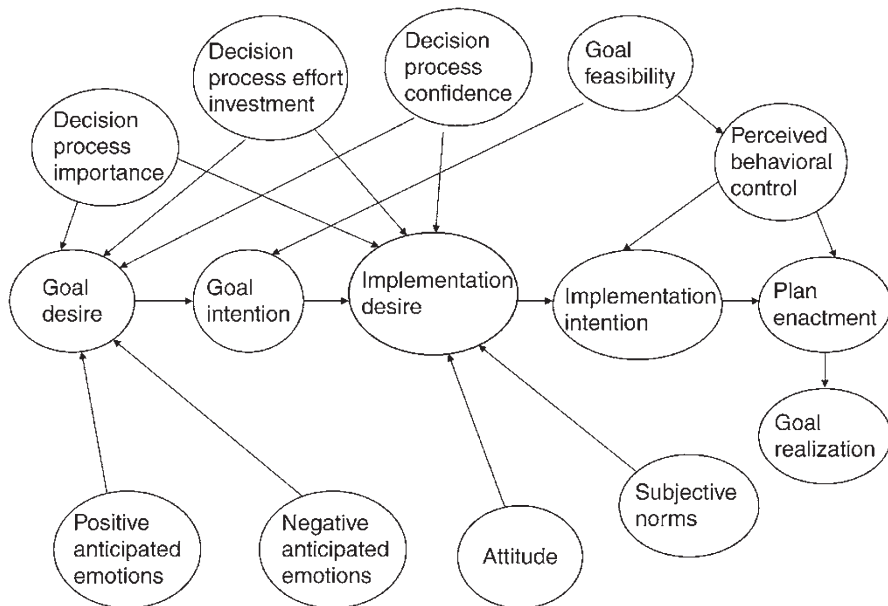 Decision
process effort
investment
Decision
process
confidence
Goal
feasibility
Decision
process
importance
Perceived
behavioral
control
Goal
desire
Goal
intention
Implementation
desire
Implementation
intention
Plan
enactment
Goal
realization
Positive
anticipated
emotions
Negative
anticipated
emotions
Attitude
Subjective
norms